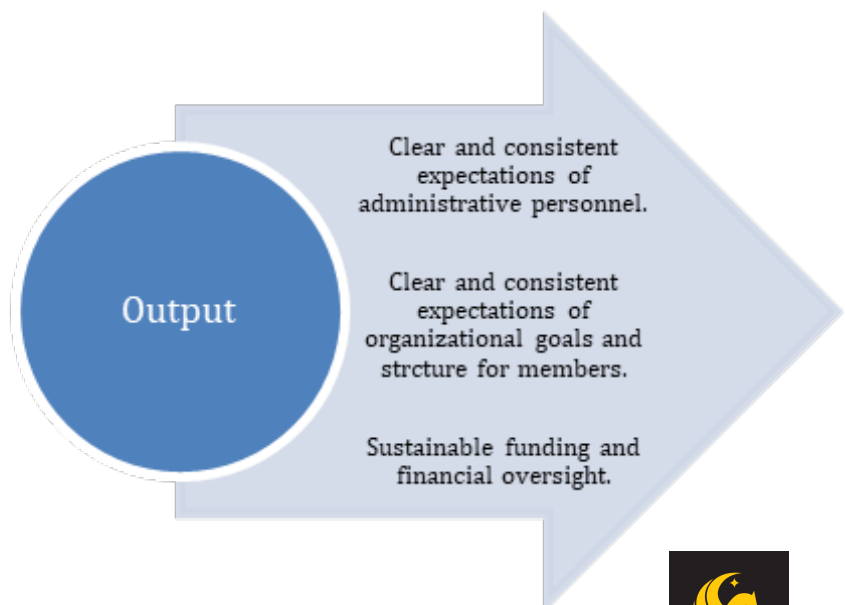 Clear and consistent
expectations of
administrative personnel.
Output
Clear and consistent
expectations of
organizational goals and
strcture for members.
Sustainable funding and
financial oversight.